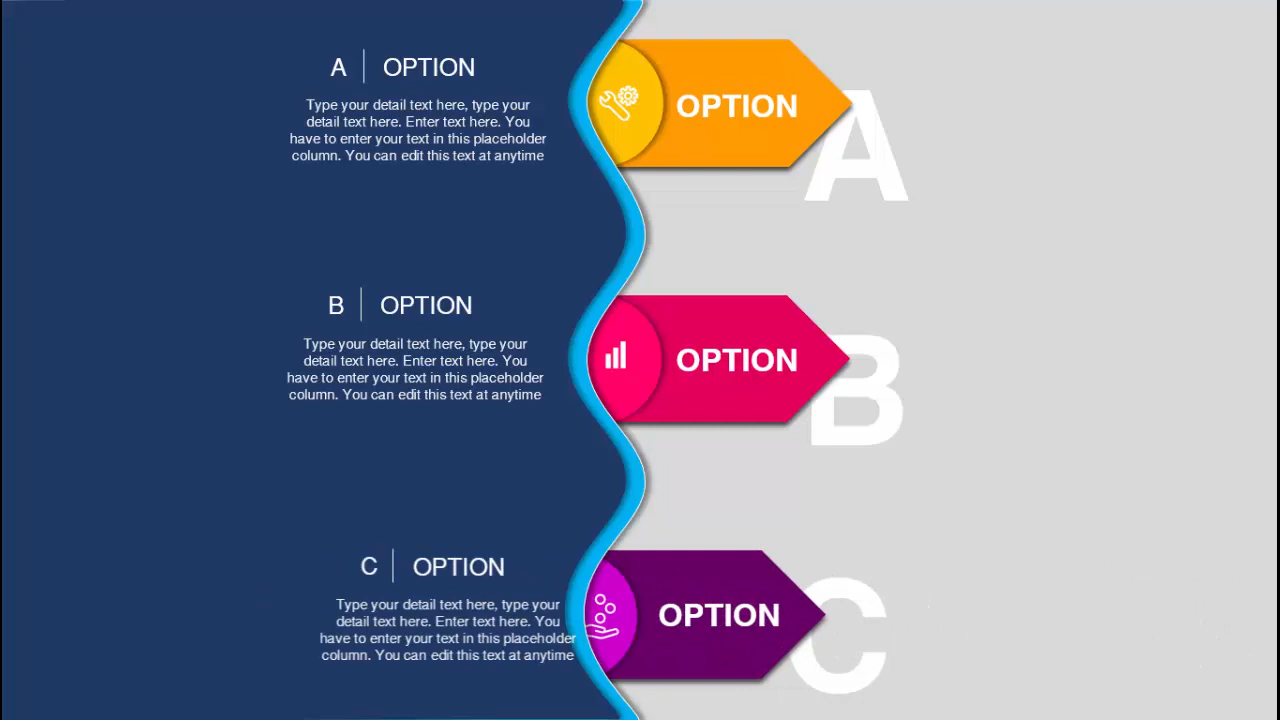 A | OPTION
Type your detail text here, type your
detail text here. Enter text here. You
have to enter your text in this placeholder
column. You can edit this text at anytime
OPTION
A
B | OPTION
Type your detail text here, type your
detail text here. Enter text here. You
have to enter your text in this placeholder
column. You can edit this text at anytime
OPTION
B
C | OPTION
Type your detail text here, type your
detail text here. Enter text here. You
have to enter your text in this placeholder
column. You can edit this text at anytime
OPTION
C